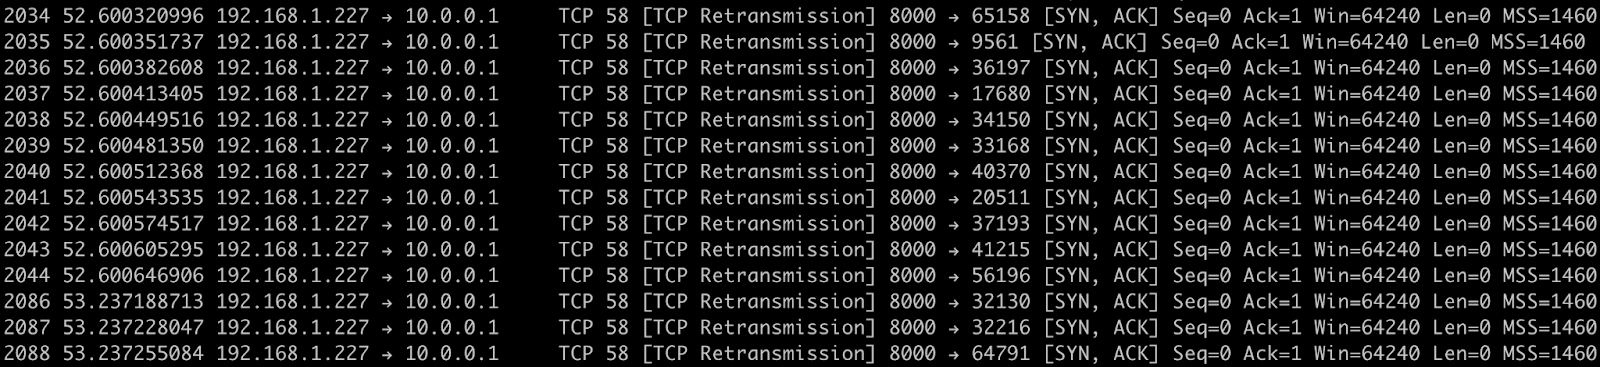 2034 52.600320996 192.168.1.227 → 10.0.0.1 TCP 58 [TCP Retransmission] 8000 → 65158 [SYN, ACK] Seq=0 Ack=1 Win=64240 Len=0 MSS=1460
2035 52.600351737 192.168.1.227 → 10.0.0.1 TCP 58 [TCP Retransmission] 8000 → 9561 [SYN, ACK] Seq=0 Ack=1 Win=64240 Len=0 MSS=1460
2036 52.600382608 192.168.1.227 → 10.0.0.1 TCP 58 [TCP Retransmission] 8000 → 36197 [SYN, ACK] Seq=0 Ack=1 Win=64240 Len=0 MSS=1460
2037 52.600413405 192.168.1.227 → 10.0.0.1 TCP 58 [TCP Retransmission] 8000 → 17680 [SYN, ACK] Seq=0 Ack=1 Win=64240 Len=0 MSS=1460
2038 52.600449516 192.168.1.227 → 10.0.0.1 TCP 58 [TCP Retransmission] 8000 → 34150 [SYN, ACK] Seq=0 Ack=1 Win=64240 Len=0 MSS=1460
2039 52.600481350 192.168.1.227 → 10.0.0.1 TCP 58 [TCP Retransmission] 8000 → 33168 [SYN, ACK] Seq=0 Ack=1 Win=64240 Len=0 MSS=1460
2040 52.600512368 192.168.1.227 → 10.0.0.1 TCP 58 [TCP Retransmission] 8000 → 40370 [SYN, ACK] Seq=0 Ack=1 Win=64240 Len=0 MSS=1460
2041 52.600543535 192.168.1.227 → 10.0.0.1 TCP 58 [TCP Retransmission] 8000 → 20511 [SYN, ACK] Seq=0 Ack=1 Win=64240 Len=0 MSS=1460
2042 52.600574517 192.168.1.227 → 10.0.0.1 TCP 58 [TCP Retransmission] 8000 → 37193 [SYN, ACK] Seq=0 Ack=1 Win=64240 Len=0 MSS=1460
2043 52.600605295 192.168.1.227 → 10.0.0.1 TCP 58 [TCP Retransmission] 8000 → 41215 [SYN, ACK] Seq=0 Ack=1 Win=64240 Len=0 MSS=1460
2044 52.600646906 192.168.1.227 → 10.0.0.1 TCP 58 [TCP Retransmission] 8000 → 56196 [SYN, ACK] Seq=0 Ack=1 Win=64240 Len=0 MSS=1460
2086 53.237188713 192.168.1.227 → 10.0.0.1 TCP 58 [TCP Retransmission] 8000 → 32130 [SYN, ACK] Seq=0 Ack=1 Win=64240 Len=0 MSS=1460
2087 53.237228047 192.168.1.227 → 10.0.0.1 TCP 58 [TCP Retransmission] 8000 → 32216 [SYN, ACK] Seq=0 Ack=1 Win=64240 Len=0 MSS=1460
2088 53.237255084 192.168.1.227 → 10.0.0.1 TCP 58 [TCP Retransmission] 8000 → 64791 [SYN, ACK] Seq=0 Ack=1 Win=64240 Len=0 MSS=1460